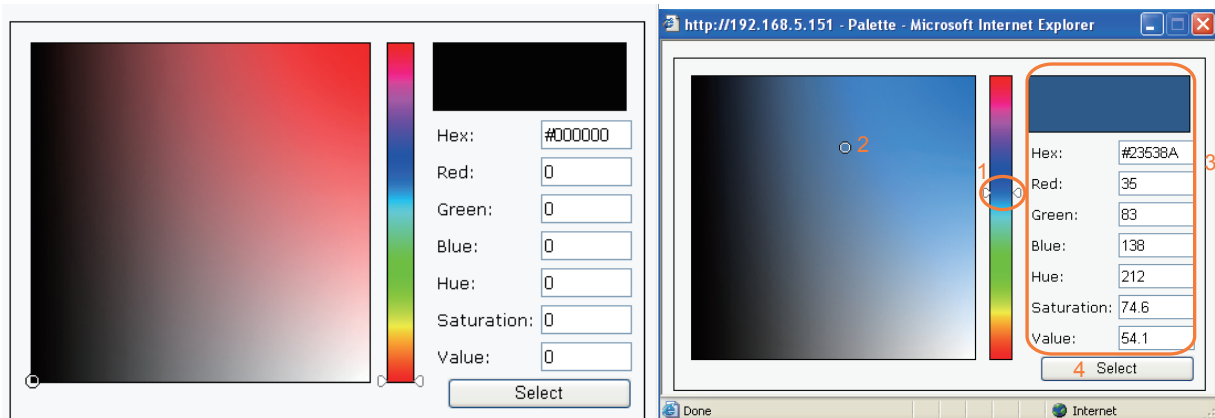 Hex: #000000
Red: 0
Green: 0
Blue: 0
Hue: 0
Saturation: 0
Value: 0
Select
http://192.168.5.151 - Palette - Microsoft Internet Explorer
1
2
3
Hex: #23538A
Red: 35
Green: 83
Blue: 138
Hue: 212
Saturation: 74.6
Value: 54.1
4 Select
Done Internet